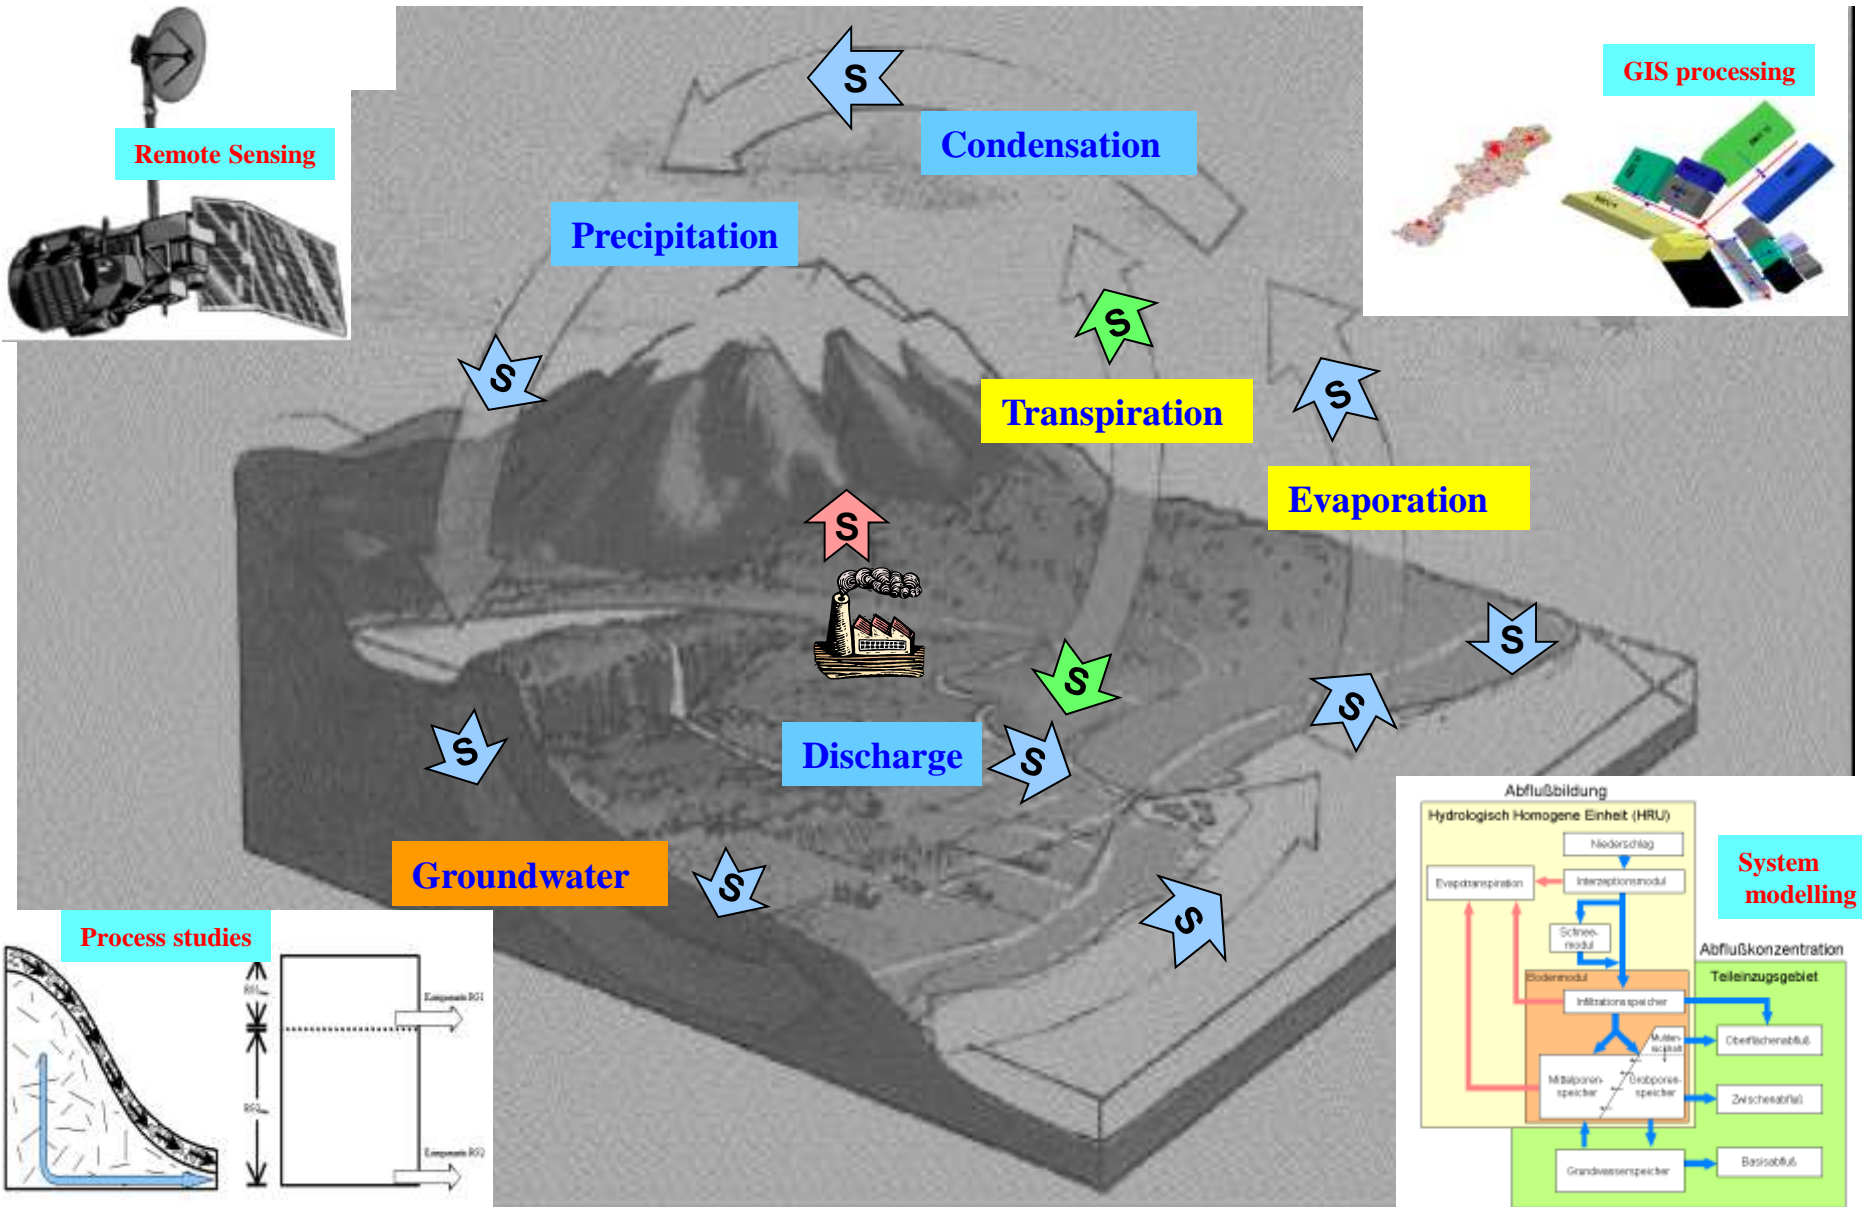 GIS processing
S
Condensation
Remote Sensing
Precipitation
S
S
S
Transpiration
S
Evaporation
S
S
S
S
Discharge
S
S
Groundwater
S
S
Process studies
Abflußbildung
Hydrologisch Homogene Einheit (HRU)
Niederschlag
Evapotranspiration
Interzeptionsmodul
System
modelling
Schnee-
modul
Abflußkonzentration
Bodenmodul
Teileinzugsgebiet
Infiltrationsspeicher
Oberflächenabfluß
Mittelporen-
speicher
Grobporen-
speicher
Zwischenabfluß
Grundwasserspeicher
Basisabfluß